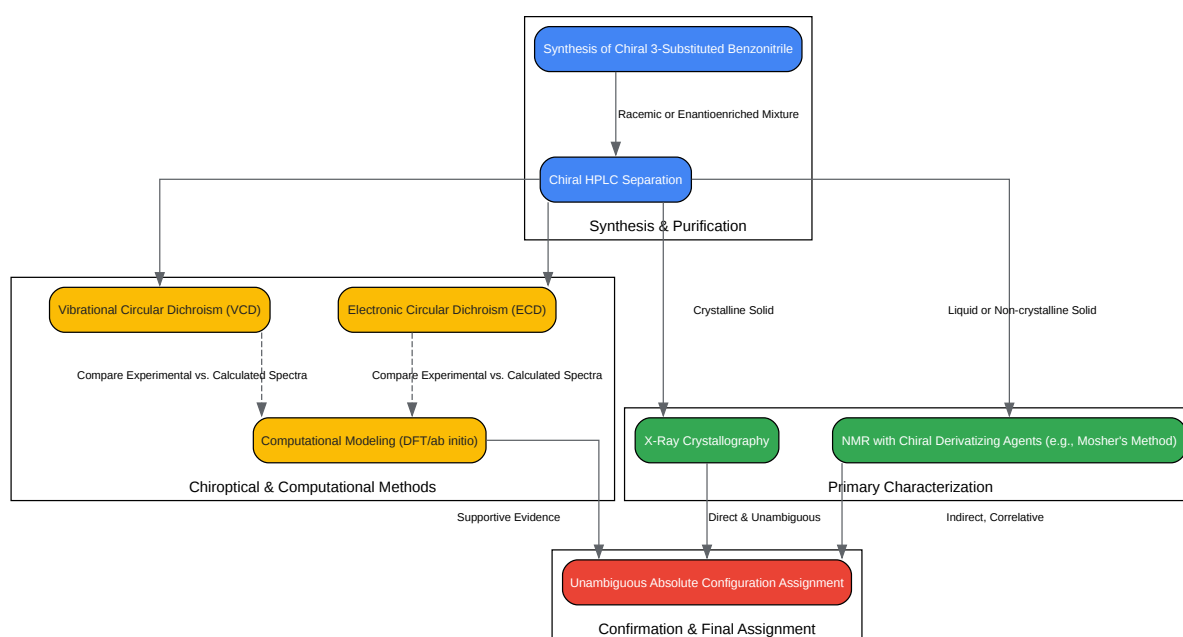 Synthesis of Chiral 3-Substituted Benzonitrile
Racemic or Enantioenriched Mixture
Chiral HPLC Separation
Synthesis & Purification
Vibrational Circular Dichroism (VCD)
Electronic Circular Dichroism (ECD)
Crystalline Solid
Liquid or Non-crystalline Solid
Compare Experimental vs. Calculated Spectra
Compare Experimental vs. Calculated Spectra
Computational Modeling (DFT/ab initio)
X-Ray Crystallography
NMR with Chiral Derivatizing Agents (e.g., Mosher's Method)
Chiroptical & Computational Methods
Primary Characterization
Supportive Evidence
Direct & Unambiguous
Indirect, Correlative
Unambiguous Absolute Configuration Assignment
Confirmation & Final Assignment